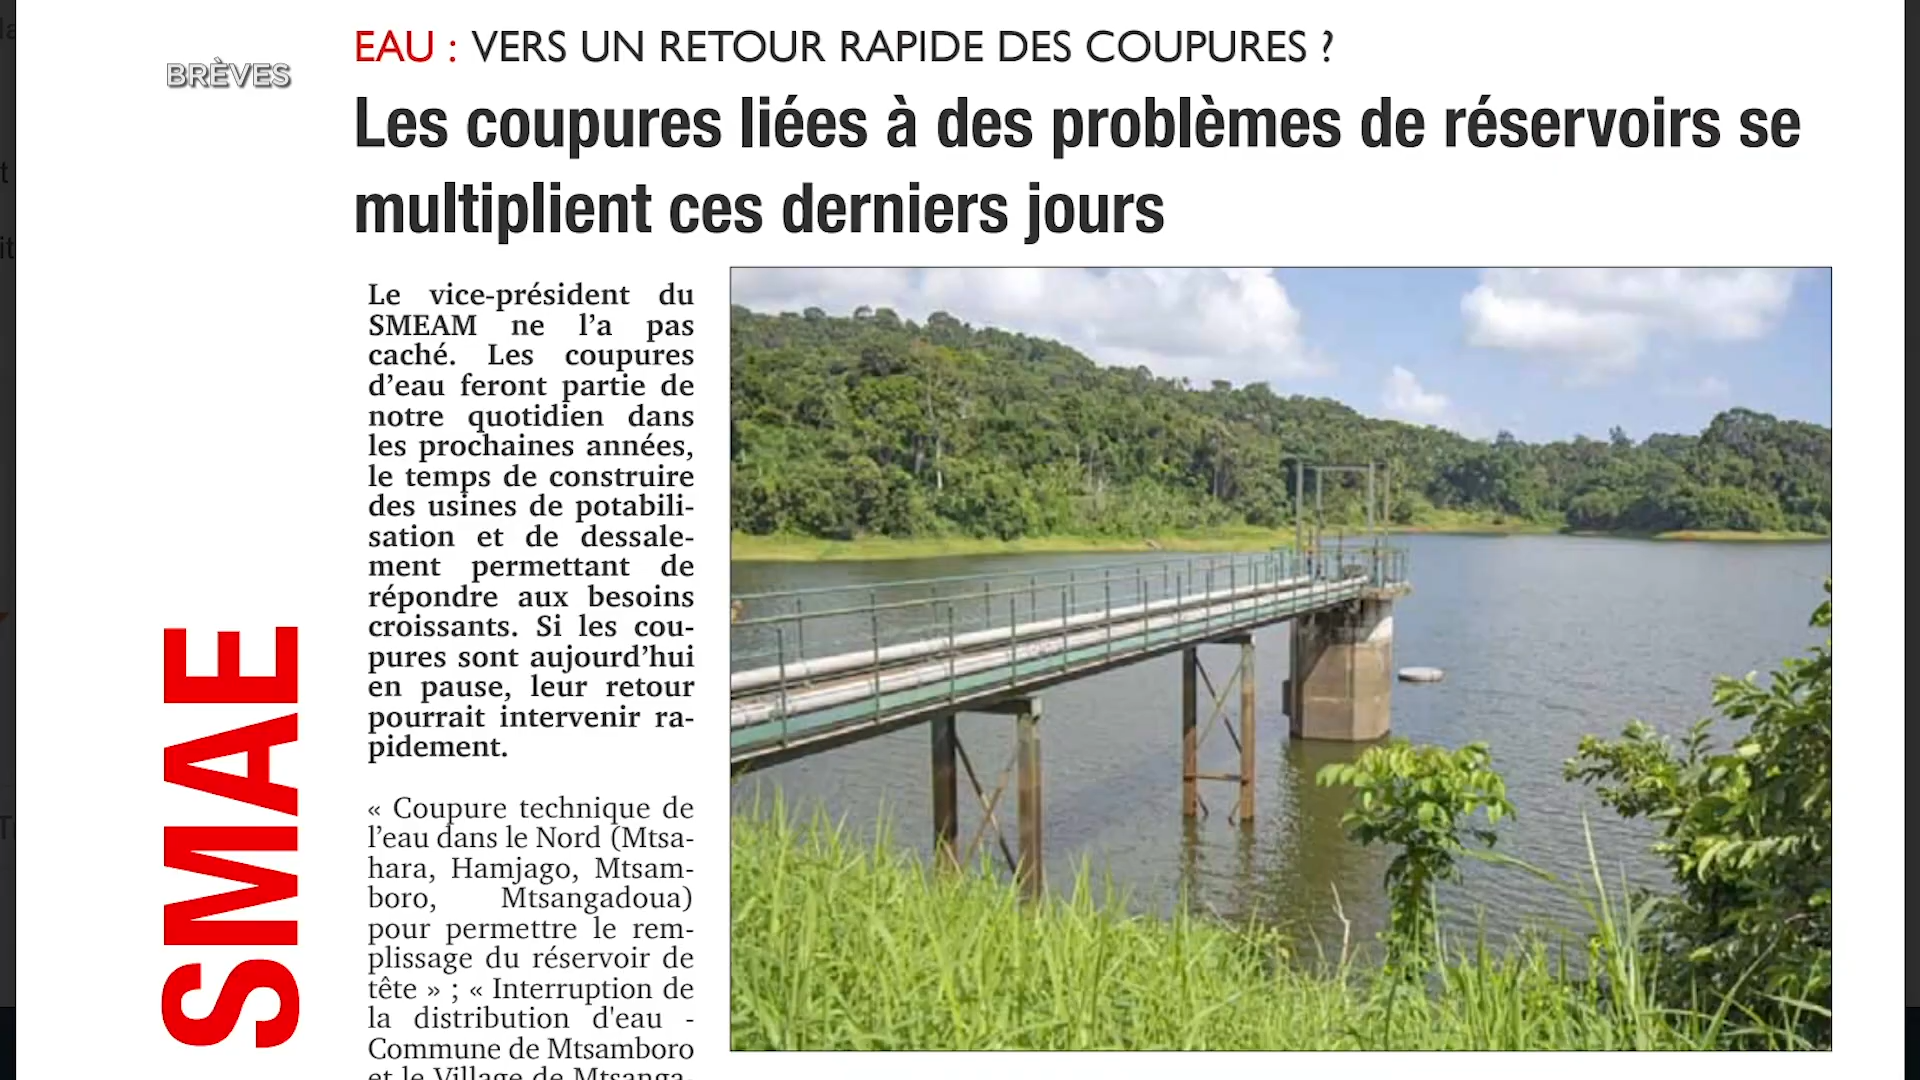 BRÈVES
EAU : VERS UN RETOUR RAPIDE DES COUPURES ?
Les coupures liées à des problèmes de réservoirs se
multiplient ces derniers jours
Le vice-président du
SMEAM ne l’a pas
caché. Les coupures
d’eau feront partie de
notre quotidien dans
les prochaines années,
le temps de construire
des usines de potabili-
sation et de dessale-
ment permettant de
répondre aux besoins
croissants. Si les cou-
pures sont aujourd’hui
en pause, leur retour
pourrait intervenir ra-
pidement.
« Coupure technique de
l’eau dans le Nord (Mtsa-
hara, Hamjago, Mtsam-
boro, Mtsangadoua)
pour permettre le rem-
plissage du réservoir de
tête » ; « Interruption de
la distribution d'eau -
Commune de Mtsamboro
et le Village de Mtsanga-
SMAE